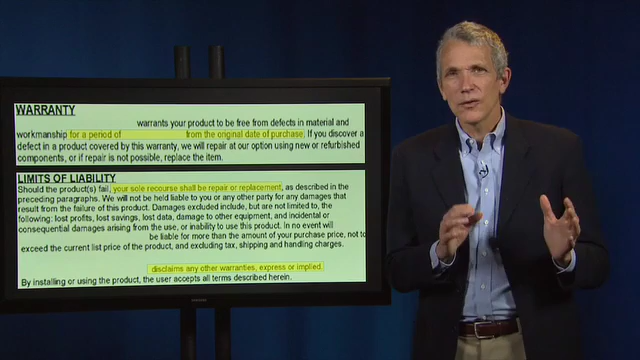 WARRANTY
warrants your product to be free from defects in material and
workmanship for a period of from the original date of purchase. If you discover a
defect in a product covered by this warranty, we will repair at our option using new or refurbished
components, or if repair is not possible, replace the item.
LIMITS OF LIABILITY
Should the product(s) fail, your sole recourse shall be repair or replacement, as described in the
preceding paragraphs. We will not be held liable to you or any other party for any damages that
result from the failure of this product. Damages excluded include, but are not limited to, the
following: lost profits, lost savings, lost data, damage to other equipment, and incidental or
consequential damages arising from the use, or inability to use this product. In no event will
be liable for more than the amount of your purchase price, not to
exceed the current list price of the product, and excluding tax, shipping and handling charges.
disclaims any other warranties, express or implied.
By installing or using the product, the user accepts all terms described herein.